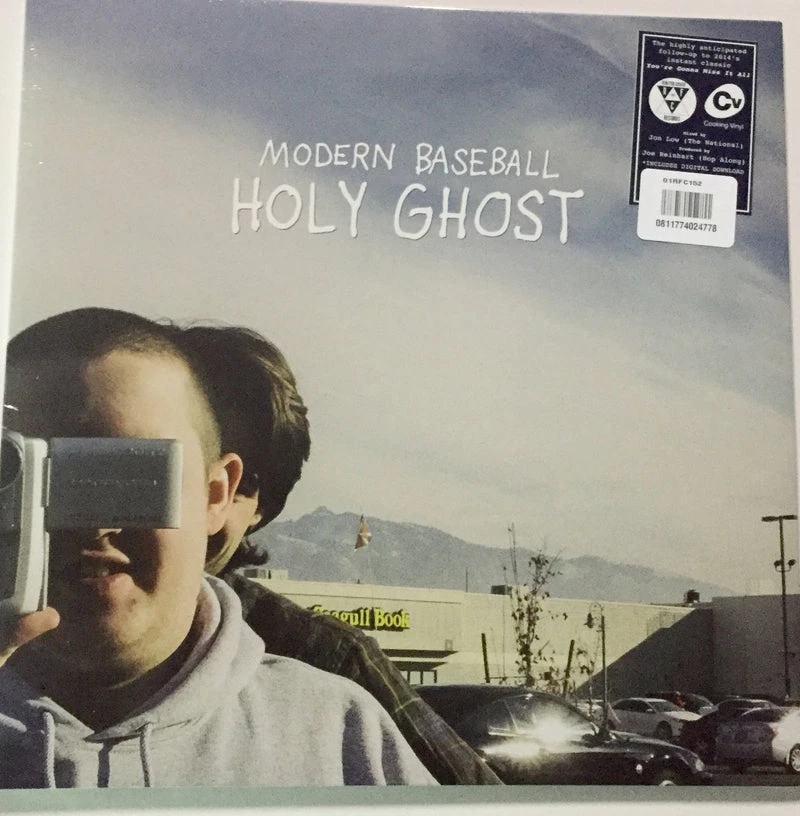 The highly anticipated
follow-up to 2014's
instant classic
You're Gonna Miss It All
Cv
Cooking Vinyl
Mixed by
Jon Low (The National)
Produced by
Joe Reinhart (Hop Along)
*INCLUDES DIGITAL DOWNLOAD
01RFC152
0811774024778
MODERN BASEBALL
HOLY GHOST
Seagull Book